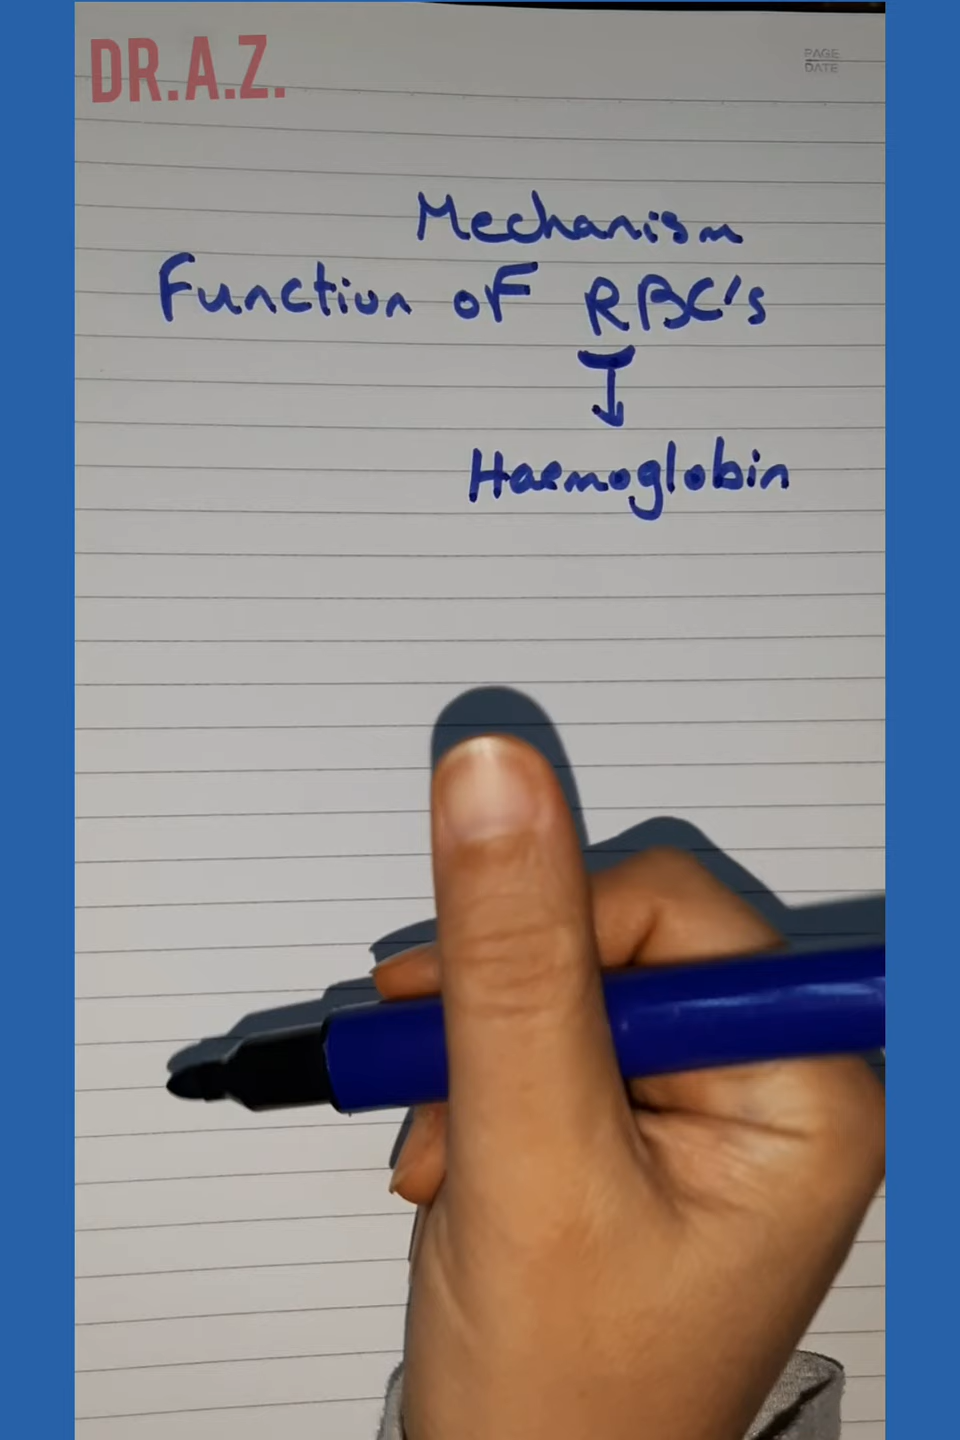 DR.A.Z.
PAGE
DATE
Mechanism
Function of RBC's
Haemoglobin